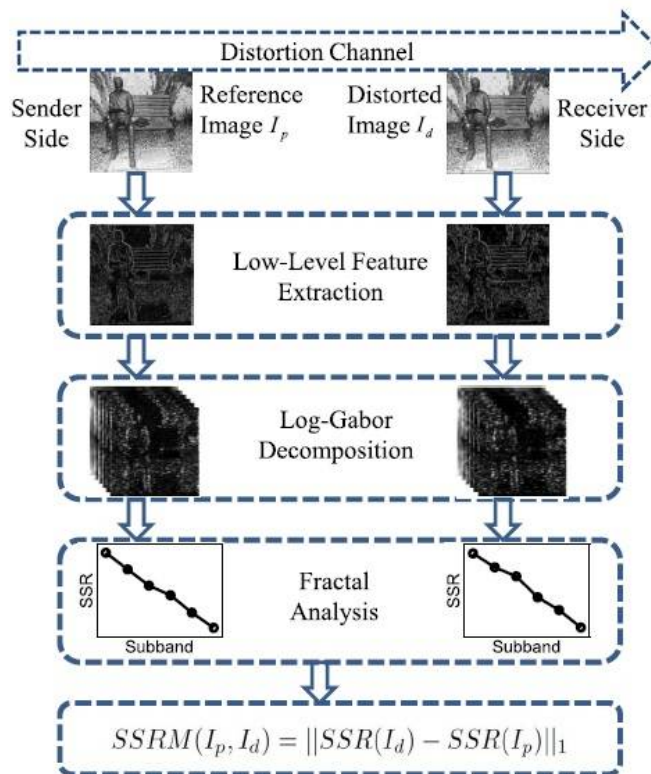 Distortion Channel
Sender
Side
Reference
Image I_p
Distorted
Image I_d
Receiver
Side
Low-Level Feature
Extraction
Log-Gabor
Decomposition
SSR
Subband
Fractal
Analysis
SSR
Subband
SSRM(I_p, I_d) = ||SSR(I_d) − SSR(I_p)||_1